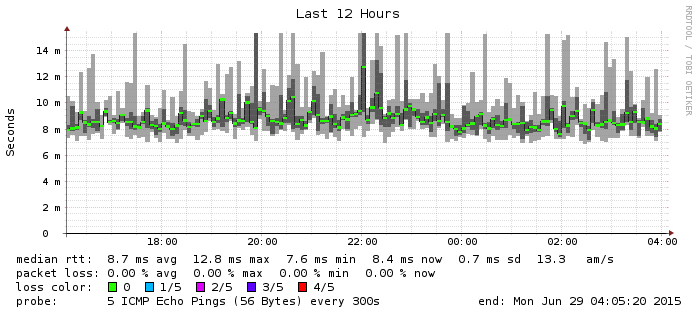 Last 12 Hours
RRDTOOL / TOBI OETIKER
Seconds
14 m
12 m
10 m
8 m
6 m
4 m
2 m
0
18:00 20:00 22:00 00:00 02:00 04:00
median rtt: 8.7 ms avg 12.8 ms max 7.6 ms min 8.4 ms now 0.7 ms sd 13.3 am/s
packet loss: 0.00 % avg 0.00 % max 0.00 % min 0.00 % now
loss color: 0 1/5 2/5 3/5 4/5
probe: 5 ICMP Echo Pings (56 Bytes) every 300s end: Mon Jun 29 04:05:20 2015